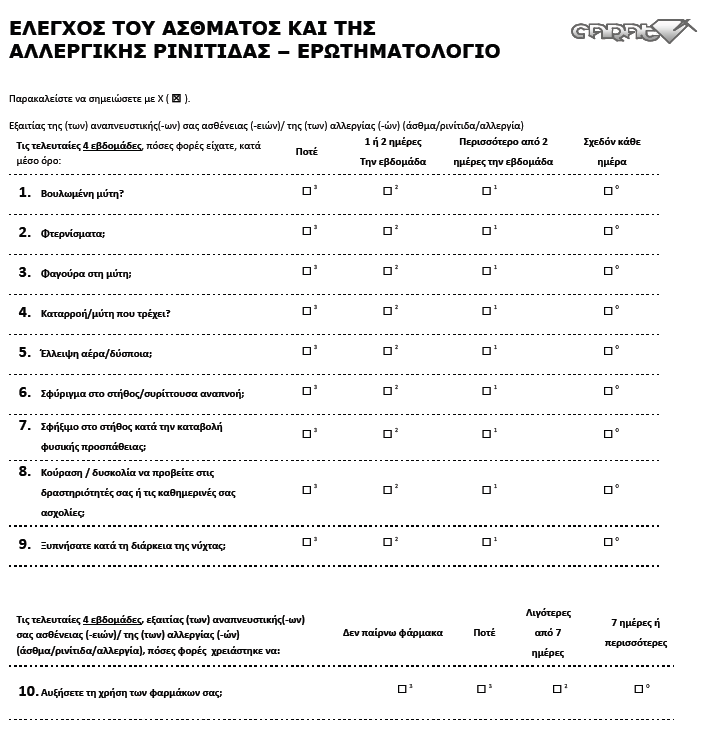 ΕΛΕΓΧΟΣ ΤΟΥ ΑΣΘΜΑΤΟΣ ΚΑΙ ΤΗΣ
ΑΛΛΕΡΓΙΚΗΣ ΡΙΝΙΤΙΔΑΣ – ΕΡΩΤΗΜΑΤΟΛΟΓΙΟ
CARAT
Παρακαλείστε να σημειώσετε με Χ ( ☒ ).
Εξαιτίας της (των) αναπνευστικής(-ων) σας ασθένειας (-ειών)/ της (των) αλλεργίας (-ών) (άσθμα/ρινίτιδα/αλλεργία)
Τις τελευταίες 4 εβδομάδες, πόσες φορές είχατε, κατά
μέσο όρο:
Ποτέ
1 ή 2 ημέρες
Την εβδομάδα
Περισσότερο από 2
ημέρες την εβδομάδα
Σχεδόν κάθε
ημέρα
1. Βουλωμένη μύτη? ☐ 3 ☐ 2 ☐ 1 ☐ 0
2. Φτερνίσματα; ☐ 3 ☐ 2 ☐ 1 ☐ 0
3. Φαγούρα στη μύτη; ☐ 3 ☐ 2 ☐ 1 ☐ 0
4. Καταρροή/μύτη που τρέχει? ☐ 3 ☐ 2 ☐ 1 ☐ 0
5. Έλλειψη αέρα/δύσποια; ☐ 3 ☐ 2 ☐ 1 ☐ 0
6. Σφύριγμα στο στήθος/συρίττουσα αναπνοή; ☐ 3 ☐ 2 ☐ 1 ☐ 0
7. Σφήξιμο στο στήθος κατά την καταβολή
φυσικής προσπάθειας; ☐ 3 ☐ 2 ☐ 1 ☐ 0
8. Κούραση / δυσκολία να προβείτε στις
δραστηριότητές σας ή τις καθημερινές σας ☐ 3 ☐ 2 ☐ 1 ☐ 0
ασχολίες;
9. Ξυπνήσατε κατά τη διάρκεια της νύχτας; ☐ 3 ☐ 2 ☐ 1 ☐ 0
Τις τελευταίες 4 εβδομάδες, εξαιτίας (των) αναπνευστικής(-ων)
σας ασθένειας (-ειών)/ της (των) αλλεργίας (-ών)
(άσθμα/ρινίτιδα/αλλεργία), πόσες φορές χρειάστηκε να:
Δεν παίρνω φάρμακα
Ποτέ
Λιγότερες
από 7
ημέρες
7 ημέρες ή
περισσότερες
10. Αυξήσετε τη χρήση των φαρμάκων σας; ☐ 3 ☐ 3 ☐ 2 ☐ 0